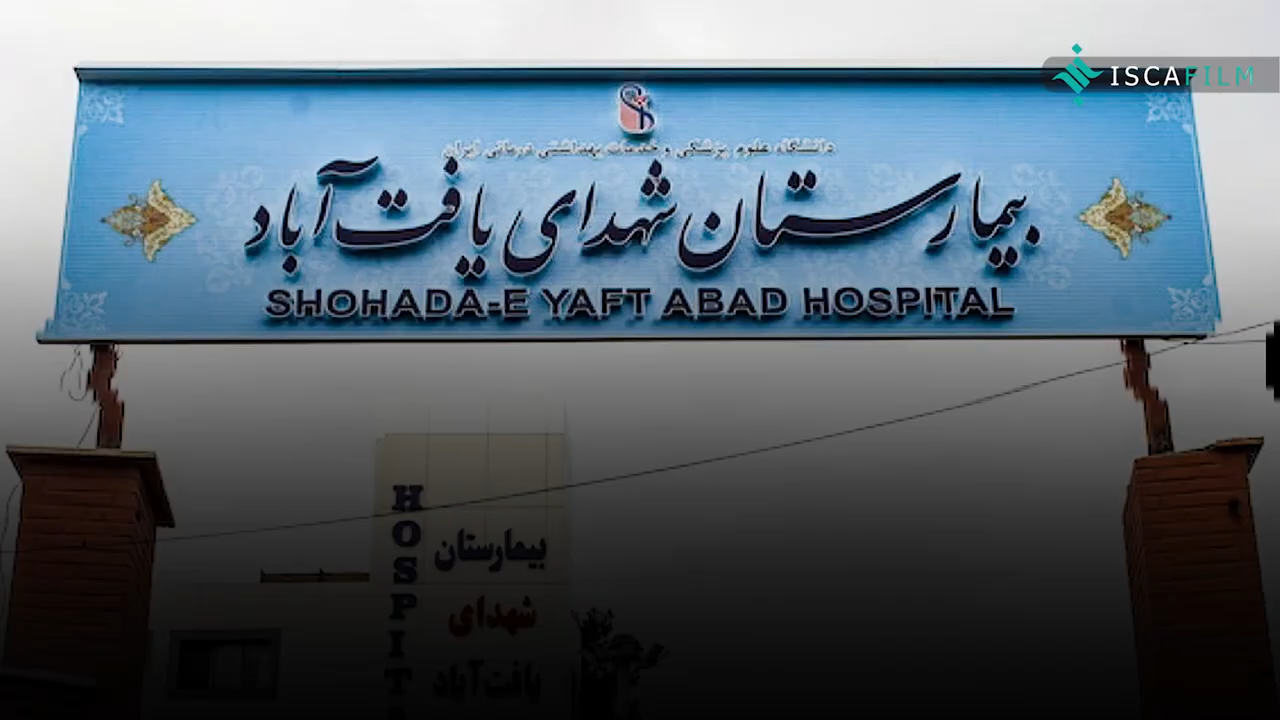 ISCAFILM
دانشگاه علوم پزشکی و خدمات بهداشتی درمانی ایران
بیمارستان شهدای یافت‌آباد
SHOHADA-E YAFT ABAD HOSPITAL
HOSPIT
بیمارستان
شهدای
یافت‌آباد